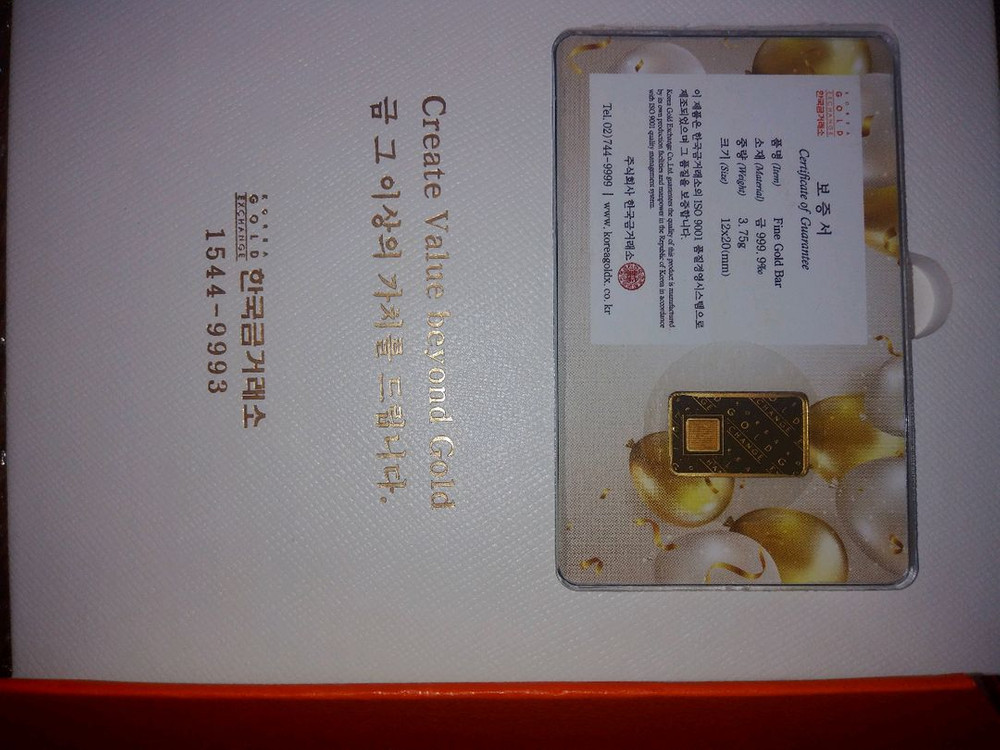 Create Value beyond Gold
금 그 이상의 가치를 드립니다.
KOREA
GOLD
EXCHANGE
한국금거래소
1544-9993
KOREA
GOLD
EXCHANGE
한국금거래소
보증서
Certificate of Guarantee
품명 (Item) Fine Gold Bar
소재 (Material) 금 999.9‰
중량 (Weight) 3.75g
크기 (Size) 12x20(mm)
이 제품은 한국금거래소의 ISO 9001 품질경영시스템으로
제조되었으며 그 품질을 보증합니다.
Korea Gold Exchange Co.,Ltd. guarantees the quality of this product is manufactured
by its own production facilities and manpower in the Republic of Korea in accordance
with ISO 9001 quality management system.
주식회사 한국금거래소
TeL 02)744-9999 | www.koreagoldx.co.kr
GOLD
CHANGE